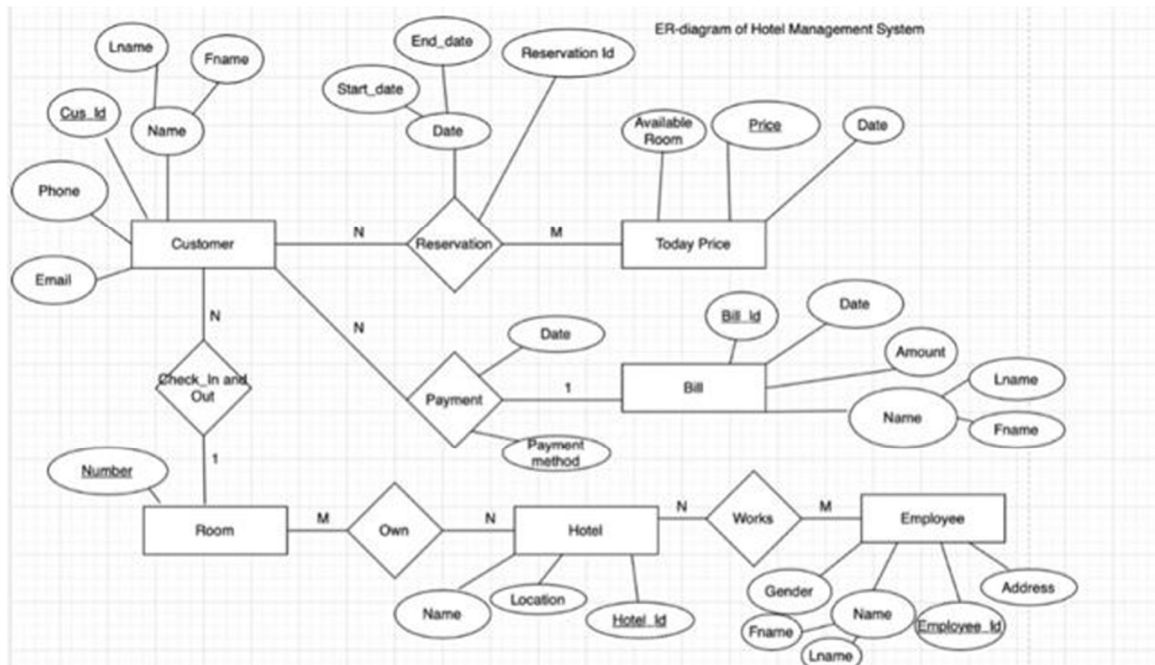 ER-diagram of Hotel Management System
Lname
Fname
Cus_Id
Name
Phone
Email
Customer
End_date
Start_date
Date
Reservation Id
N
Reservation
M
Available
Room
Price
Date
Today Price
N
Check_In and
Out
1
N
Date
Payment
Payment
method
1
Bill_Id
Date
Amount
Bill
Name
Lname
Fname
Number
Room
M
Own
N
Hotel
Name
Location
Hotel_Id
N
Works
M
Employee
Gender
Name
Fname
Lname
Employee_Id
Address